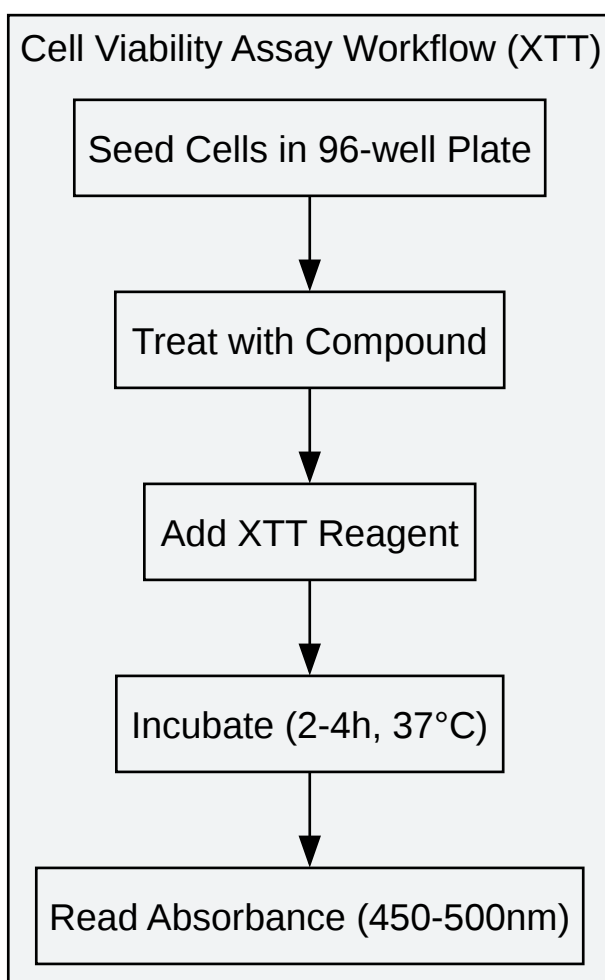 Cell Viability Assay Workflow (XTT)
Seed Cells in 96-well Plate
Treat with Compound
Add XTT Reagent
Incubate (2-4h, 37°C)
Read Absorbance (450-500nm)